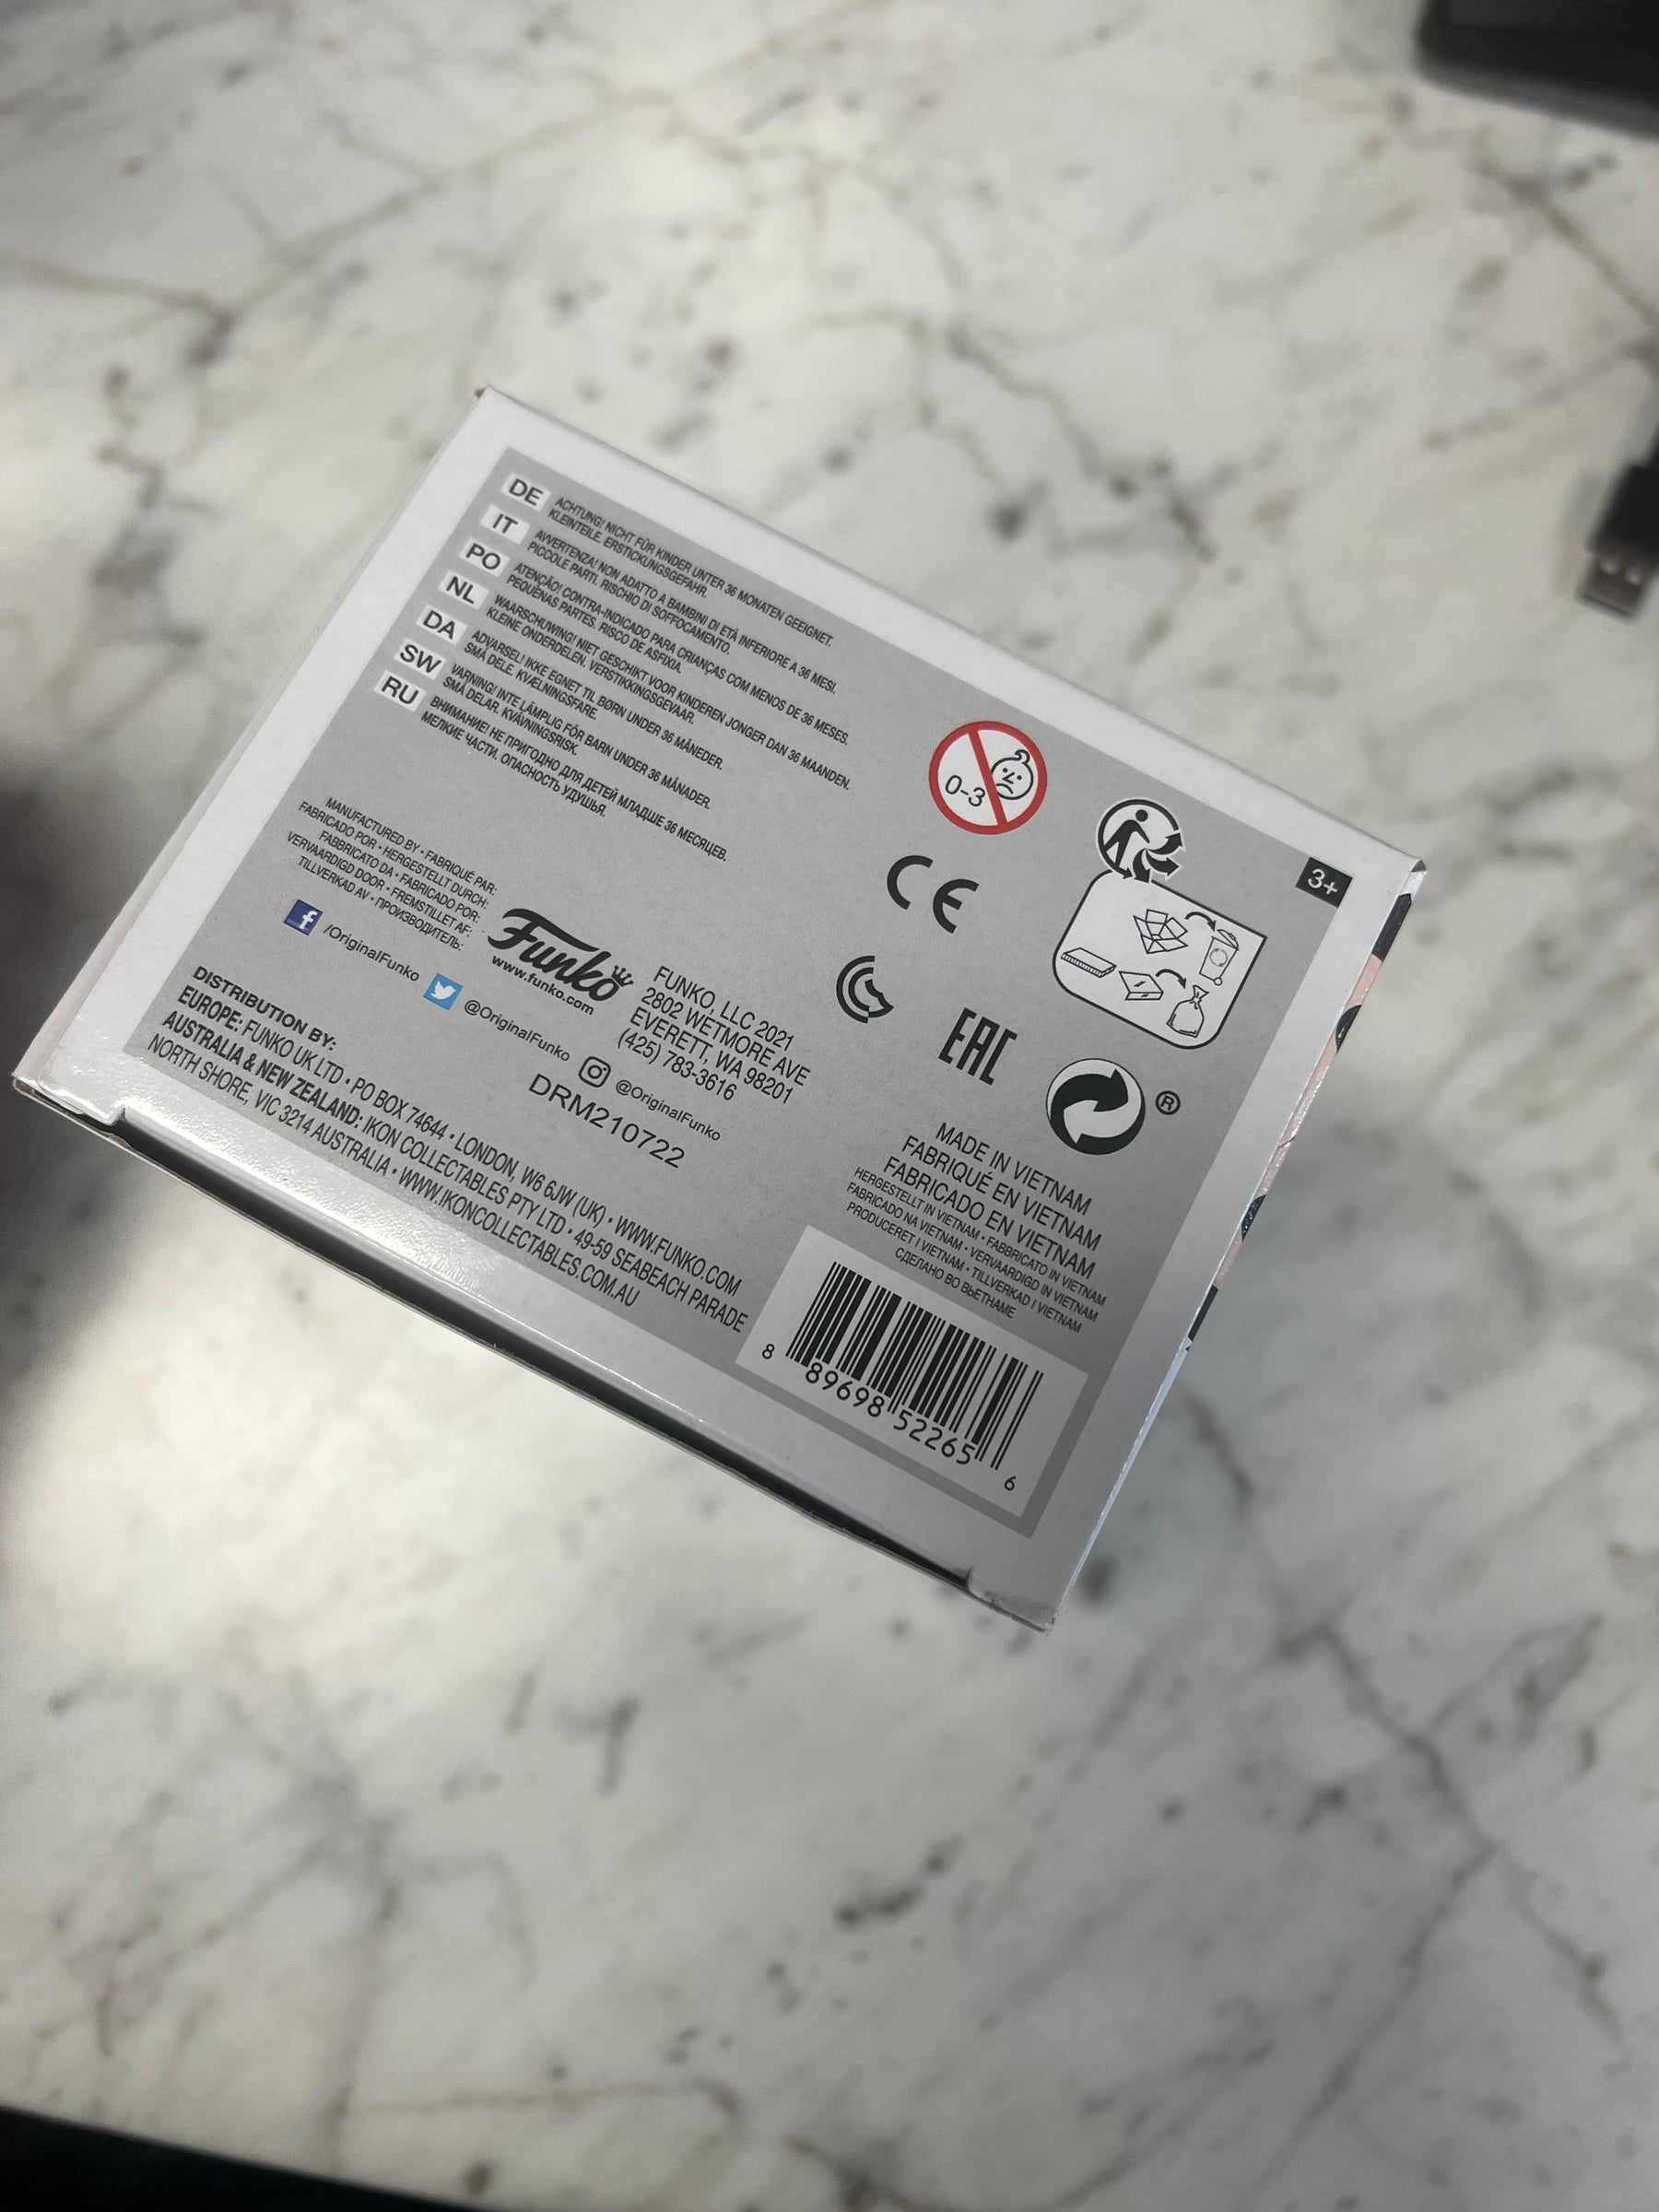 DE ACHTUNG! NICHT FÜR KINDER UNTER 36 MONATEN GEEIGNET.
KLEINTEILE. ERSTICKUNGSGEFAHR.
IT AVVERTENZA! NON ADATTO A BAMBINI DI ETÀ INFERIORE A 36 MESI.
PICCOLE PARTI. RISCHIO DI SOFFOCAMENTO.
PO ATENÇÃO! CONTRA-INDICADO PARA CRIANÇAS COM MENOS DE 36 MESES.
PEQUENAS PARTES. RISCO DE ASFIXIA.
NL WAARSCHUWING! NIET GESCHIKT VOOR KINDEREN JONGER DAN 36 MAANDEN.
KLEINE ONDERDELEN. VERSTIKKINGSGEVAAR.
DA ADVARSEL! IKKE EGNET TIL BØRN UNDER 36 MÅNEDER.
SMÅ DELE. KVÆLNINGSFARE.
SW VARNING! INTE LÄMPLIG FÖR BARN UNDER 36 MÅNADER.
SMÅ DELAR. KVÄVNINGSRISK.
RU ВНИМАНИЕ! НЕ ПРИГОДНО ДЛЯ ДЕТЕЙ МЛАДШЕ 36 МЕСЯЦЕВ.
МЕЛКИЕ ЧАСТИ. ОПАСНОСТЬ УДУШЬЯ.
0-3
3+
CE
EAC
®
MANUFACTURED BY • FABRIQUÉ PAR:
FABRICADO POR • HERGESTELLT DURCH:
FABBRICATO DA • FABRICADO POR:
VERVAARDIGD DOOR • FREMSTILLET AF:
TILLVERKAD AV • ПРОИЗВОДИТЕЛЬ:
Funko
www.funko.com
FUNKO, LLC 2021
2802 WETMORE AVE
EVERETT, WA 98201
(425) 783-3616
f /OriginalFunko
@OriginalFunko
@OriginalFunko
DRM210722
DISTRIBUTION BY:
EUROPE: FUNKO UK LTD • PO BOX 74644 • LONDON, W6 6JW (UK) • WWW.FUNKO.COM
AUSTRALIA & NEW ZEALAND: IKON COLLECTABLES PTY LTD • 49-59 SEABEACH PARADE
NORTH SHORE, VIC 3214 AUSTRALIA • WWW.IKONCOLLECTABLES.COM.AU
MADE IN VIETNAM
FABRIQUÉ EN VIETNAM
FABRICADO EN VIETNAM
HERGESTELLT IN VIETNAM • FABBRICATO IN VIETNAM
FABRICADO NA VIETNAM • VERVAARDIGD IN VIETNAM
PRODUCERET I VIETNAM • TILLVERKAD I VIETNAM
СДЕЛАНО ВО ВЬЕТНАМЕ
8 89698 52265 6